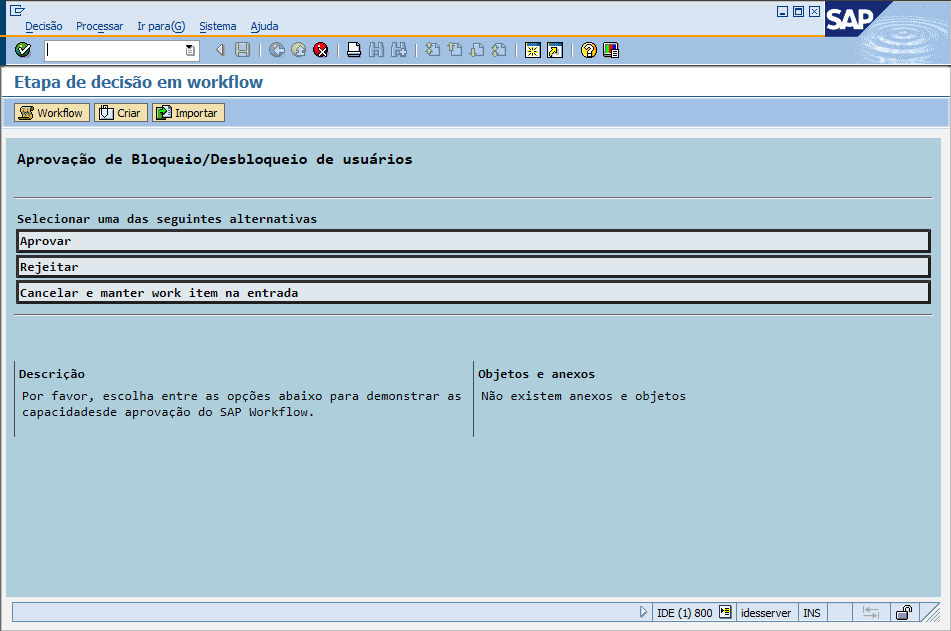 Decisão Processar Ir para(G) Sistema Ajuda
SAP
Etapa de decisão em workflow
Workflow Criar Importar
Aprovação de Bloqueio/Desbloqueio de usuários
Selecionar uma das seguintes alternativas
Aprovar
Rejeitar
Cancelar e manter work item na entrada
Descrição
Por favor, escolha entre as opções abaixo para demonstrar as
capacidadesde aprovação do SAP Workflow.
Objetos e anexos
Não existem anexos e objetos
IDE (1) 800 idesserver INS